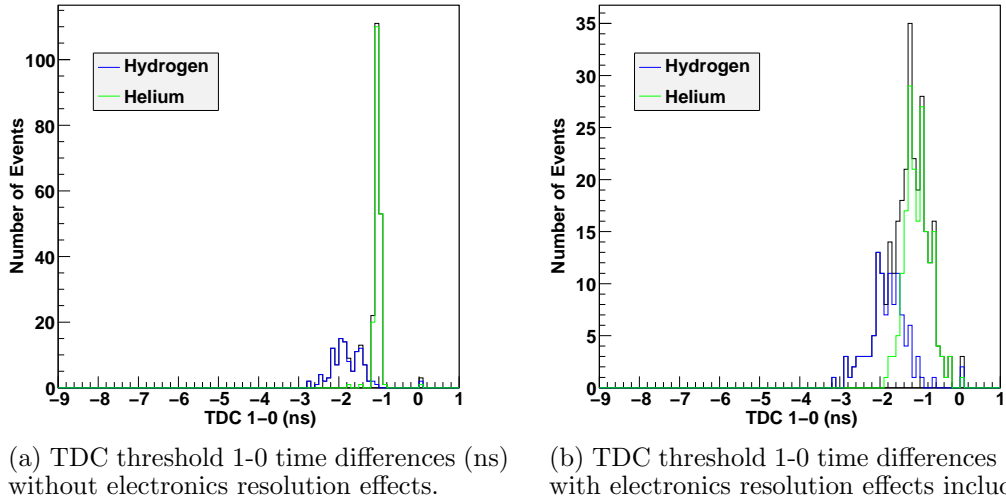 Number of Events
100
80
60
40
20
0
Hydrogen
Helium
−9 −8 −7 −6 −5 −4 −3 −2 −1 0 1
TDC 1−0 (ns)
(a) TDC threshold 1-0 time differences (ns)
without electronics resolution effects.
Number of Events
35
30
25
20
15
10
5
0
Hydrogen
Helium
−9 −8 −7 −6 −5 −4 −3 −2 −1 0 1
TDC 1−0 (ns)
(b) TDC threshold 1-0 time differences
with electronics resolution effects inclu